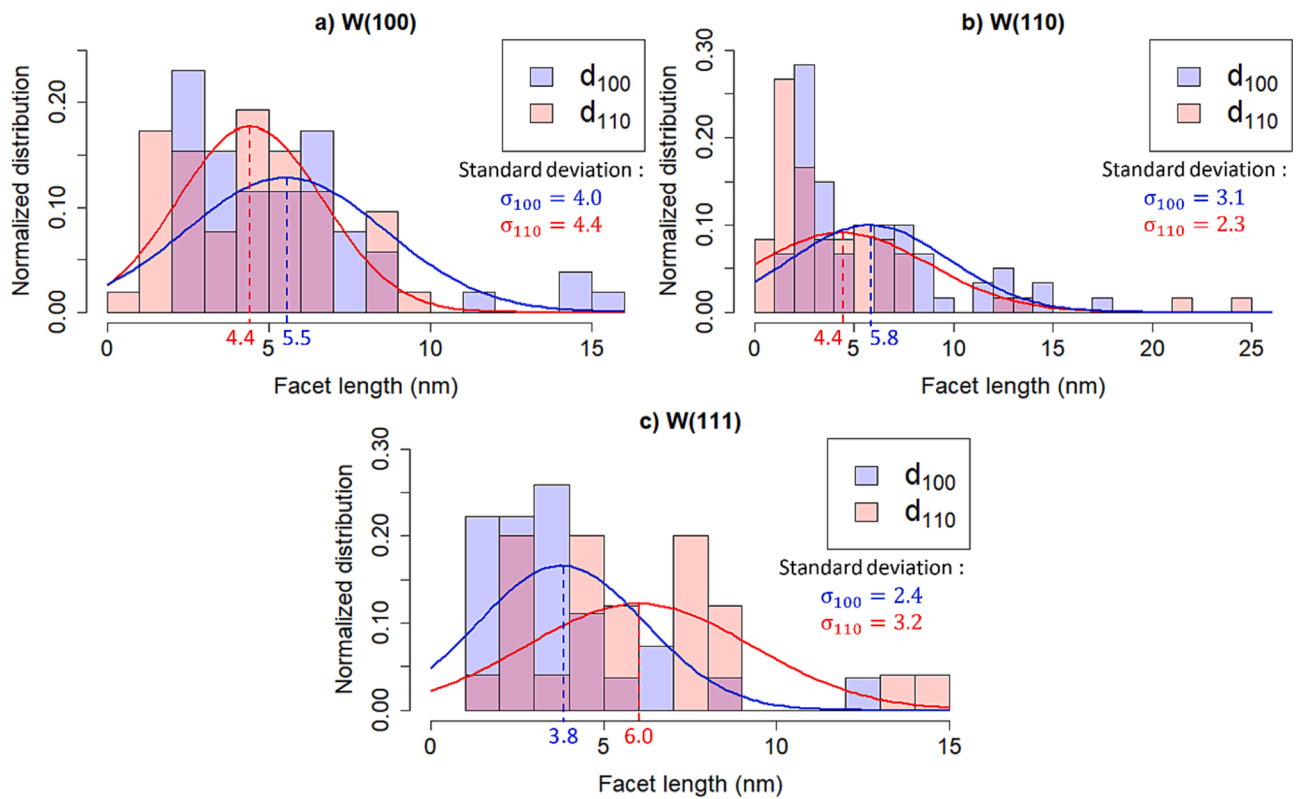 a) W(100)
Normalized distribution
0.00
0.10
0.20
d100
d110
Standard deviation :
σ100 = 4.0
σ110 = 4.4
4.4
5.5
0
5
10
15
Facet length (nm)
b) W(110)
Normalized distribution
0.00
0.10
0.20
0.30
d100
d110
Standard deviation :
σ100 = 3.1
σ110 = 2.3
4.4
5.8
0
5
10
15
20
25
Facet length (nm)
c) W(111)
Normalized distribution
0.00
0.10
0.20
0.30
d100
d110
Standard deviation :
σ100 = 2.4
σ110 = 3.2
3.8
6.0
0
5
10
15
Facet length (nm)